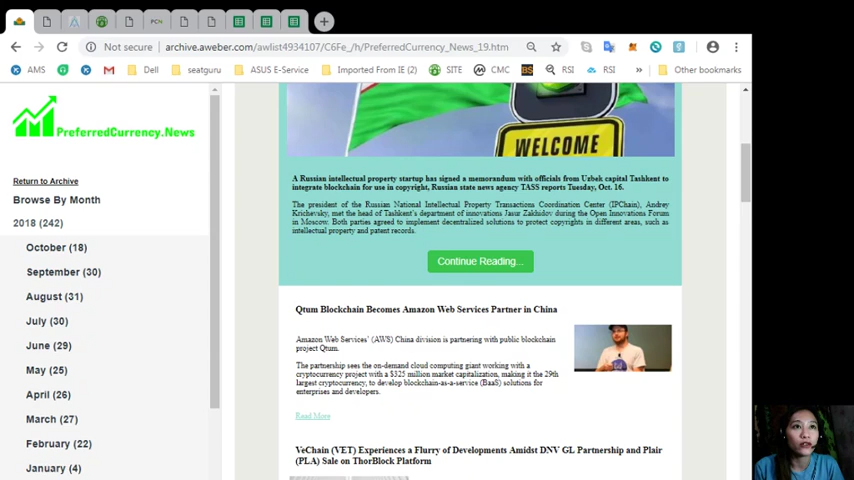 PCN
Not secure
archive.aweber.com/awlist4934107/C6Fe_/h/PreferredCurrency_News_19.htm
AMS
Dell
seatguru
ASUS E-Service
Imported From IE (2)
SITE
CMC
BS
RSI
RSI
»
Other bookmarks
PreferredCurrency.News
Return to Archive
Browse By Month
2018 (242)
October (18)
September (30)
August (31)
July (30)
June (29)
May (25)
April (26)
March (27)
February (22)
January (4)
WELCOME
A Russian intellectual property startup has signed a memorandum with officials from Uzbek capital Tashkent to
integrate blockchain for use in copyright, Russian state news agency TASS reports Tuesday, Oct. 16.
The president of the Russian National Intellectual Property Transactions Coordination Center (IPChain), Andrey
Krichevsky, met the head of Tashkent's department of innovations Jasur Zakhidov during the Open Innovations Forum
in Moscow. Both parties agreed to implement decentralized solutions to protect copyrights in different areas, such as
intellectual property and patent records.
Continue Reading...
Qtum Blockchain Becomes Amazon Web Services Partner in China
Amazon Web Services' (AWS) China division is partnering with public blockchain
project Qtum.
The partnership sees the on-demand cloud computing giant working with a
cryptocurrency project with a $325 million market capitalization, making it the 29th
largest cryptocurrency, to develop blockchain-as-a-service (BaaS) solutions for
enterprises and developers.
Read More
VeChain (VET) Experiences a Flurry of Developments Amidst DNV GL Partnership and Plair
(PLA) Sale on ThorBlock Platform